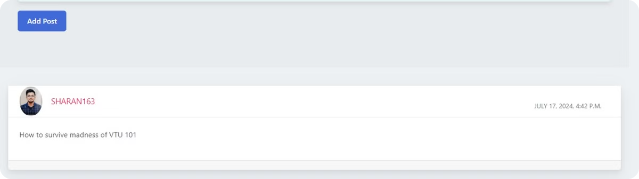 Add Post
SHARAN163
JULY 17, 2024, 4:42 P.M.
How to survive madness of VTU 101